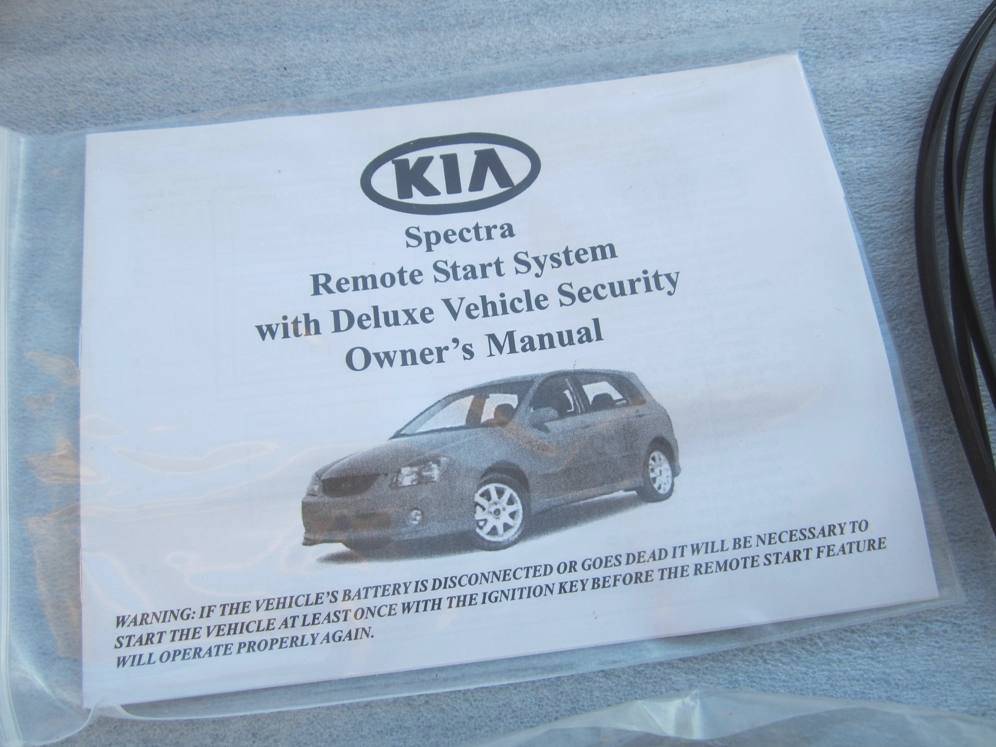 KIA
Spectra
Remote Start System
with Deluxe Vehicle Security
Owner's Manual
WARNING: IF THE VEHICLE'S BATTERY IS DISCONNECTED OR GOES DEAD IT WILL BE NECESSARY TO
START THE VEHICLE AT LEAST ONCE WITH THE IGNITION KEY BEFORE THE REMOTE START FEATURE
WILL OPERATE PROPERLY AGAIN.